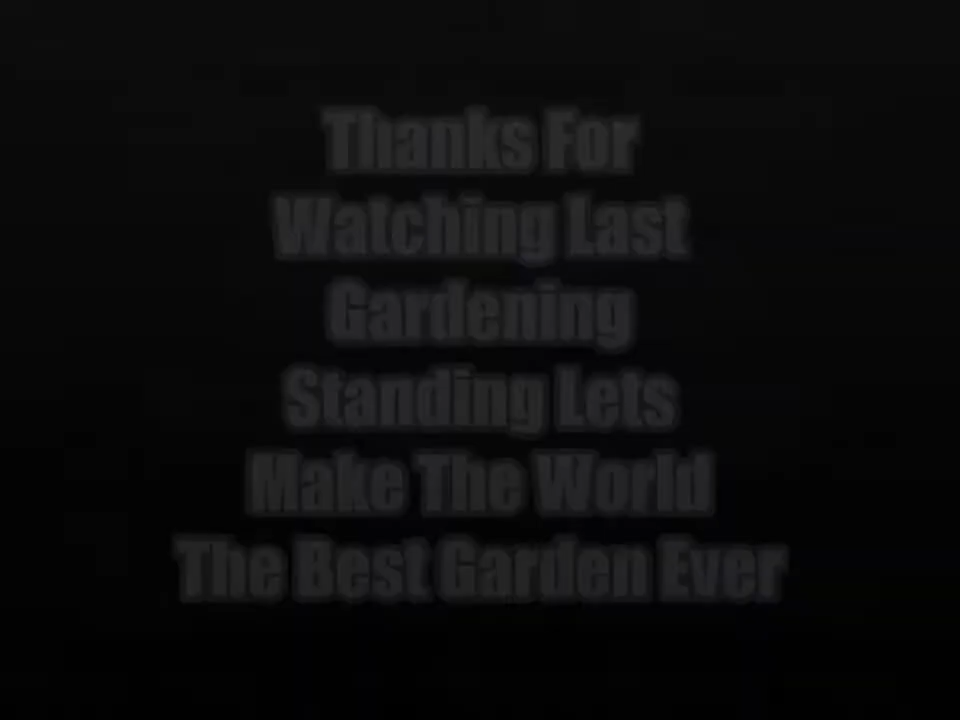 Thanks For
Watching Last
Gardening
Standing Lets
Make The World
The Best Garden Ever